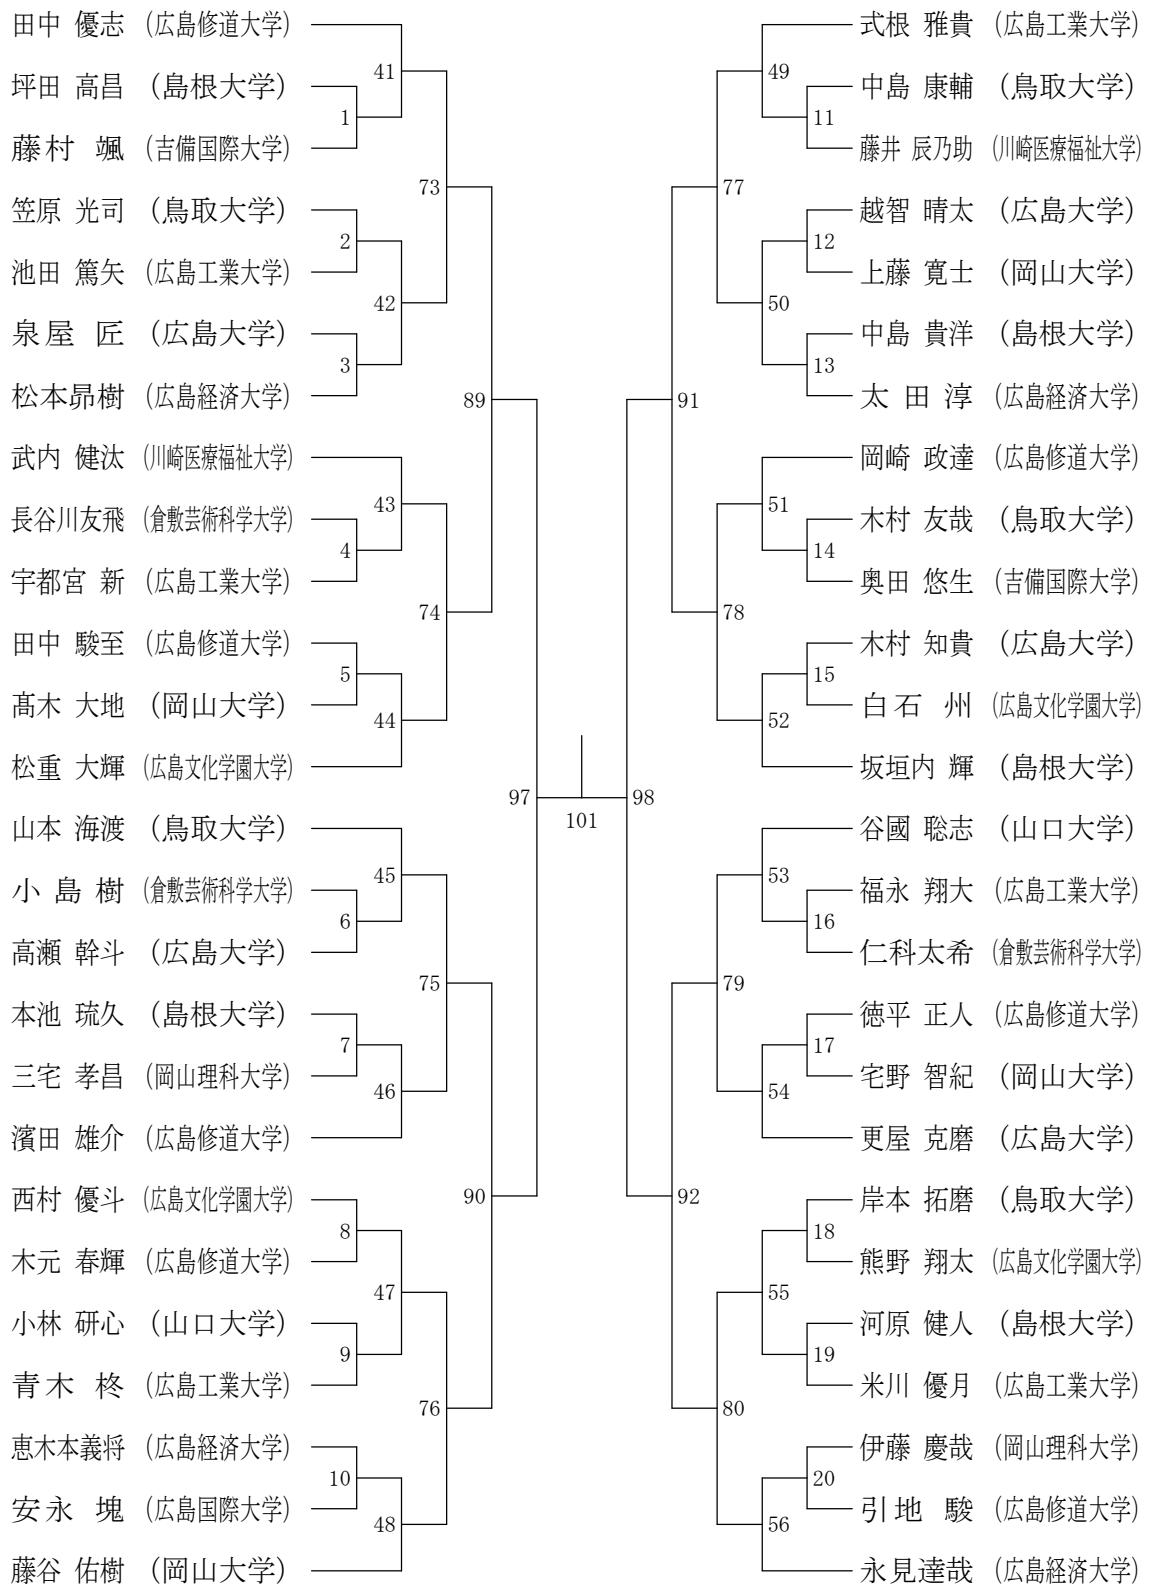 田中 優志 (広島修道大学)
41
坪田 高昌 (島根大学)
1
藤村 颯 (吉備国際大学)
73
笠原 光司 (鳥取大学)
2
池田 篤矢 (広島工業大学)
42
泉屋 匠 (広島大学)
3
松本昴樹 (広島経済大学)
89
武内 健汰 (川崎医療福祉大学)
43
長谷川友飛 (倉敷芸術科学大学)
4
宇都宮 新 (広島工業大学)
74
田中 駿至 (広島修道大学)
5
髙木 大地 (岡山大学)
44
松重 大輝 (広島文化学園大学)
97
山本 海渡 (鳥取大学)
45
小島樹 (倉敷芸術科学大学)
6
高瀬 幹斗 (広島大学)
75
本池 琉久 (島根大学)
7
三宅 孝昌 (岡山理科大学)
46
濱田 雄介 (広島修道大学)
90
西村 優斗 (広島文化学園大学)
8
木元 春輝 (広島修道大学)
47
小林 研心 (山口大学)
9
青木 柊 (広島工業大学)
76
恵木本義将 (広島経済大学)
10
安永 塊 (広島国際大学)
48
藤谷 佑樹 (岡山大学)
101
式根 雅貴 (広島工業大学)
49
中島 康輔 (鳥取大学)
11
藤井 辰乃助 (川崎医療福祉大学)
77
越智 晴太 (広島大学)
12
上藤 寛士 (岡山大学)
50
中島 貴洋 (島根大学)
13
太田淳 (広島経済大学)
91
岡崎 政達 (広島修道大学)
51
木村 友哉 (鳥取大学)
14
奥田 悠生 (吉備国際大学)
78
木村 知貴 (広島大学)
15
白石 州 (広島文化学園大学)
52
坂垣内 輝 (島根大学)
98
谷國 聡志 (山口大学)
53
福永 翔大 (広島工業大学)
16
仁科太希 (倉敷芸術科学大学)
79
徳平 正人 (広島修道大学)
17
宅野 智紀 (岡山大学)
54
更屋 克磨 (広島大学)
92
岸本 拓磨 (鳥取大学)
18
熊野 翔太 (広島文化学園大学)
55
河原 健人 (島根大学)
19
米川 優月 (広島工業大学)
80
伊藤 慶哉 (岡山理科大学)
20
引地 駿 (広島修道大学)
56
永見達哉 (広島経済大学)